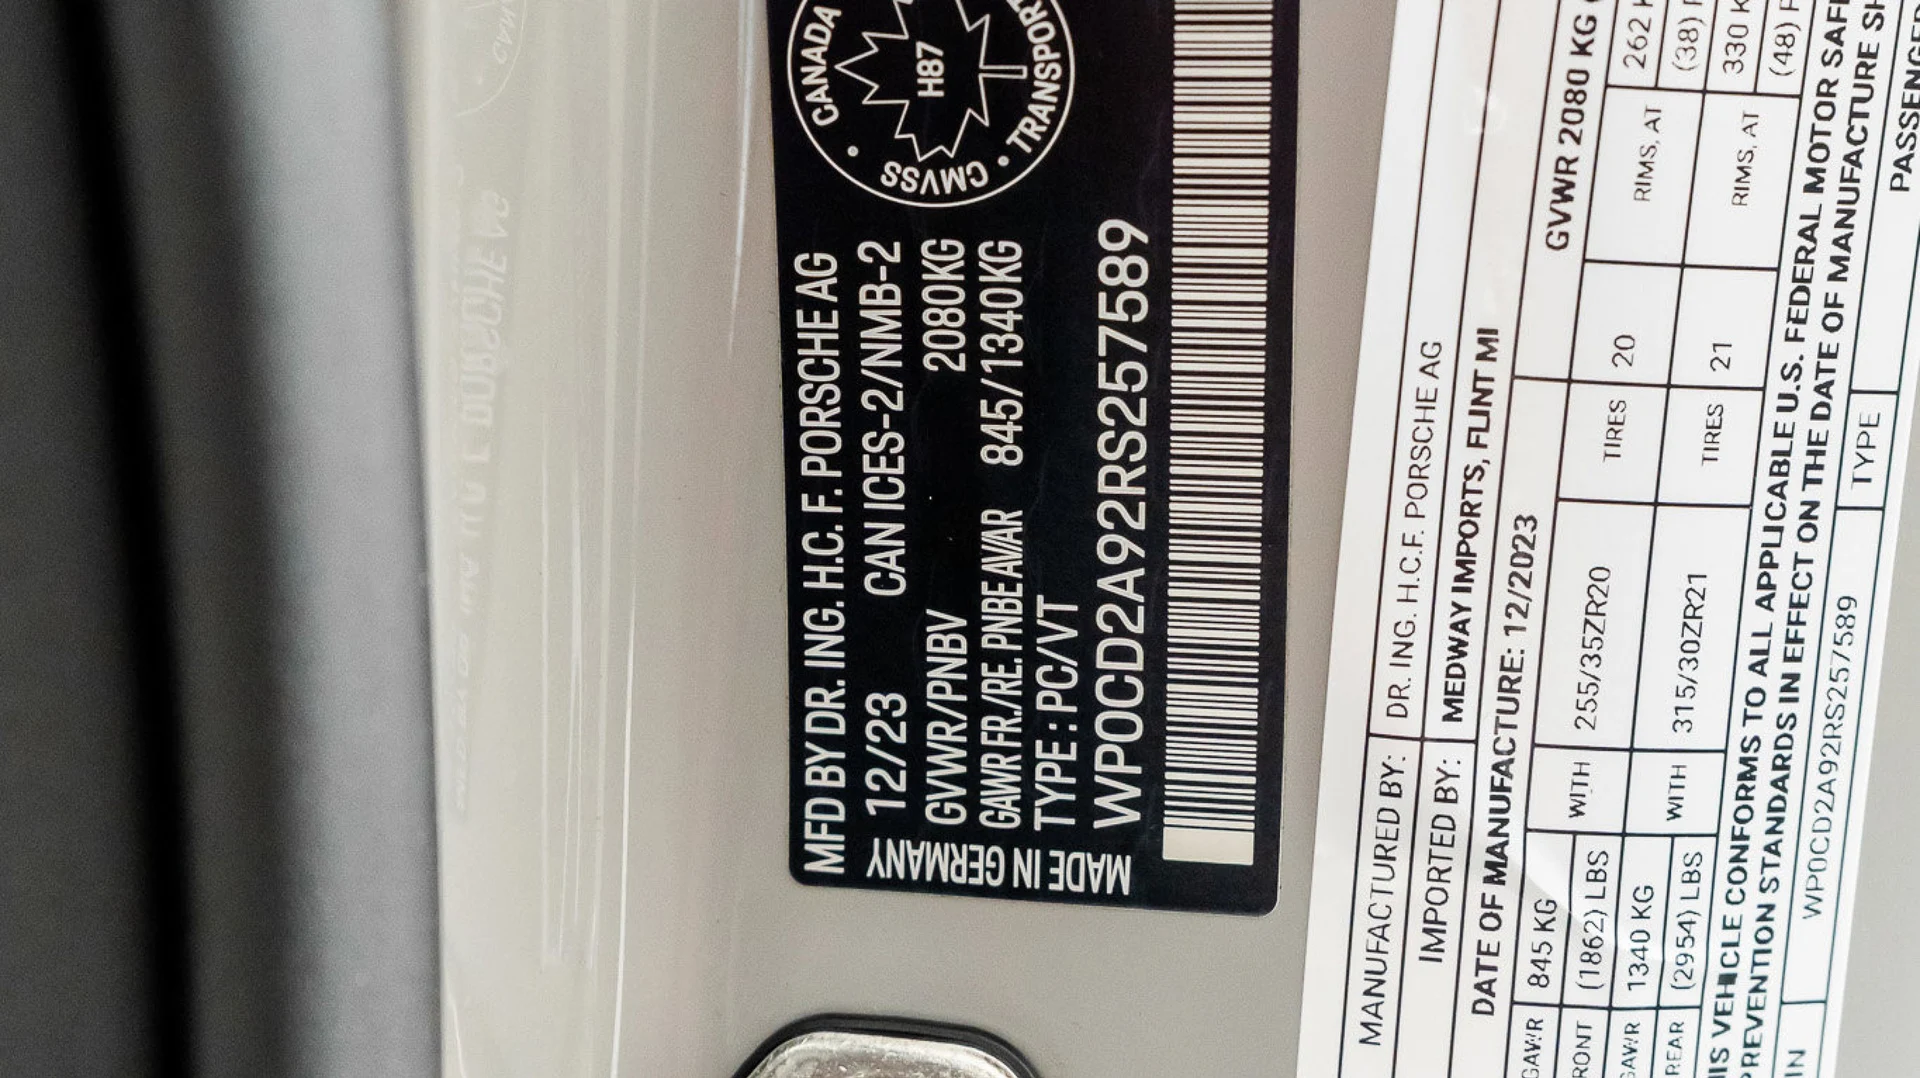 MFD BY DR. ING. H.C. F. PORSCHE AG
12/23 CAN ICES-2/NMB-2
GVWR/PNBV 2080KG
GAWR FR./RE. PNBE AV/AR 845/1340KG
TYPE : PC/VT
WP0CD2A92RS257589
MADE IN GERMANY
CANADA
H87
TRANSPORT
CMVSS
MANUFACTURED BY: DR. ING. H.C.F. PORSCHE AG
IMPORTED BY: MEDWAY IMPORTS, FLINT MI
DATE OF MANUFACTURE: 12/2023 GVWR 2080 KG
GAWR 845 KG WITH 255/35ZR20 TIRES 20 RIMS, AT 262
(1862) LBS (38)
GAWR 1340 KG WITH 315/30ZR21 TIRES 21 RIMS, AT 330
REAR (2954) LBS (48)
VEHICLE CONFORMS TO ALL APPLICABLE U.S. FEDERAL MOTOR
PREVENTION STANDARDS IN EFFECT ON THE DATE OF MANUFACTURE
WP0CD2A92RS257589 TYPE